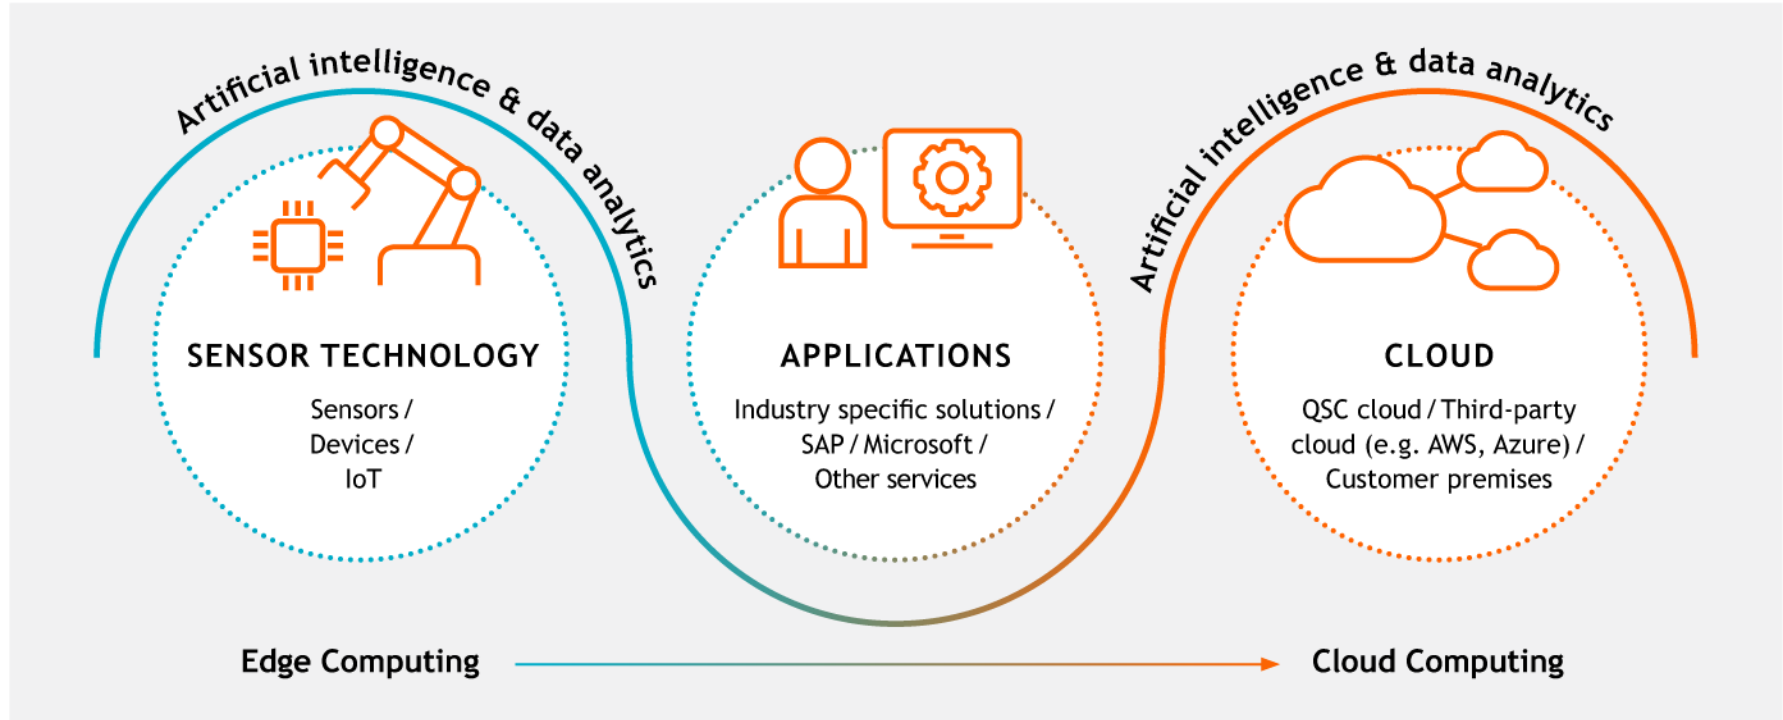 Artificial intelligence & data analytics
Artificial intelligence & data analytics
SENSOR TECHNOLOGY
Sensors /
Devices /
IoT
APPLICATIONS
Industry specific solutions /
SAP / Microsoft /
Other services
CLOUD
QSC cloud / Third-party
cloud (e.g. AWS, Azure) /
Customer premises
Edge Computing
Cloud Computing